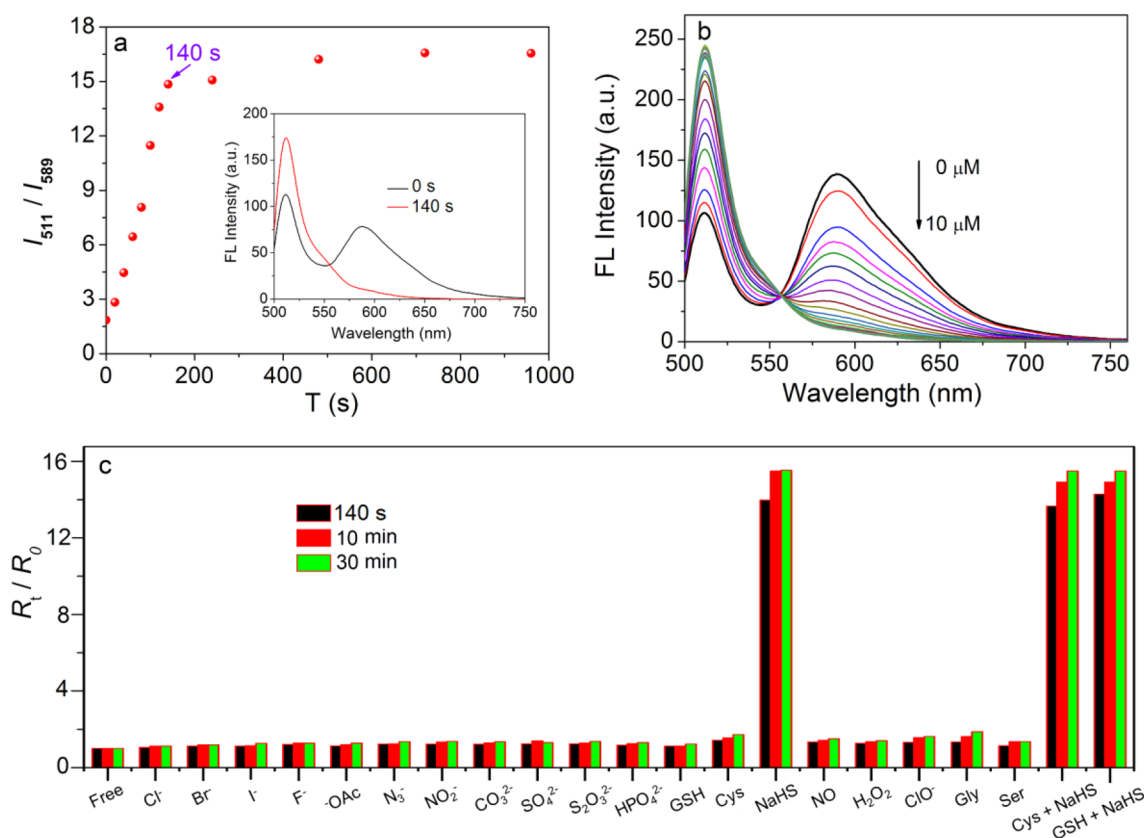 a
140 s
I511 / I589
18
15
12
9
6
3
0
0 200 400 600 800 1000
T (s)
FL Intensity (a.u.)
200
150
100
50
0
0 s
140 s
500 550 600 650 700 750
Wavelength (nm)
b
FL Intensity (a.u.)
250
200
150
100
50
0
0 μM
10 μM
500 550 600 650 700 750
Wavelength (nm)
c
Rt / R0
16
12
8
4
0
140 s
10 min
30 min
Free
Cl⁻
Br⁻
I⁻
F⁻
⁻OAc
N₃⁻
NO₂⁻
CO₃²⁻
SO₄²⁻
S₂O₃²⁻
HPO₄²⁻
GSH
Cys
NaHS
NO
H₂O₂
ClO⁻
Gly
Ser
Cys + NaHS
GSH + NaHS